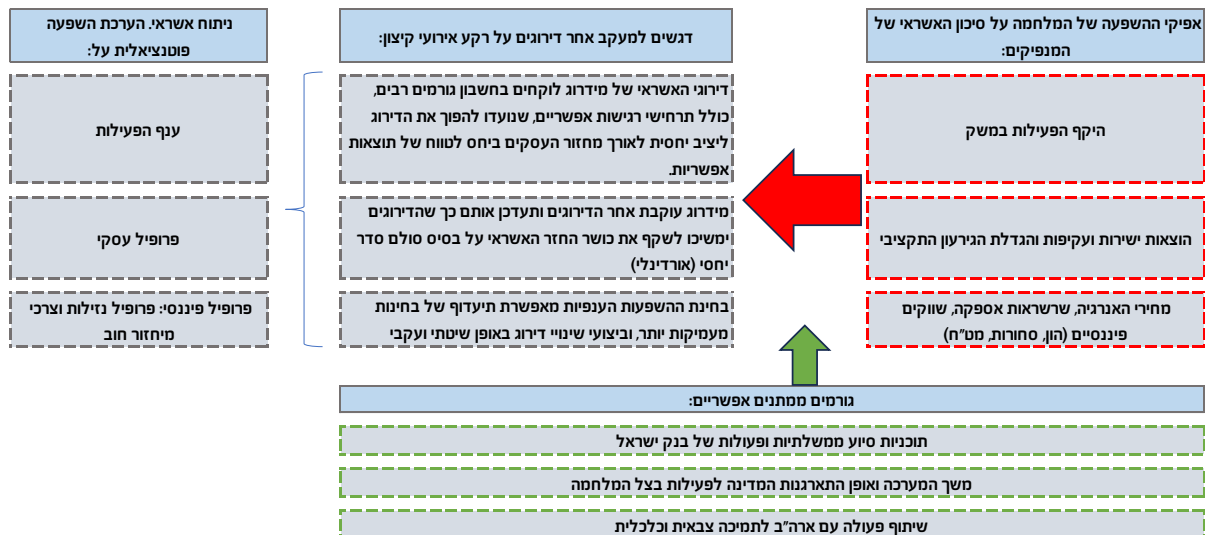 אפיקי ההשפעה של המלחמה על סיכון האשראי של
המנפיקים:
היקף הפעילות במשק
הוצאות ישירות ועקיפות והגדלת הגירעון התקציבי
מחירי האנרגיה, שרשראות אספקה, שווקים
פיננסיים (הון, סחורות, מט"ח)
דגשים למעקב אחר דירוגים על רקע אירועי קיצון:
דירוגי האשראי של מידרוג לוקחים בחשבון גורמים רבים,
כולל תרחישי רגישות אפשריים, שנועדו להפוך את הדירוג
ליציב יחסית לאורך מחזור העסקים ביחס לטווח של תוצאות
אפשריות.
מידרוג עוקבת אחר הדירוגים ותעדכן אותם כך שהדירוגים
ימשיכו לשקף את כושר החזר האשראי על בסיס סולם סדר
יחסי (אורדינלי)
בחינת ההשפעות הענפיות מאפשרת תיעדוף של בחינות
מעמיקות יותר, וביצועי שינויי דירוג באופן שיטתי ועקבי
ניתוח אשראי. הערכת השפעה
פוטנציאלית על:
ענף הפעילות
פרופיל עסקי
פרופיל פיננסי: פרופיל נזילות וצרכי
מיחזור חוב
גורמים ממתנים אפשריים:
תוכניות סיוע ממשלתיות ופעולות של בנק ישראל
משך המערכה ואופן התארגנות המדינה לפעילות בצל המלחמה
שיתוף פעולה עם ארה"ב לתמיכה צבאית וכלכלית